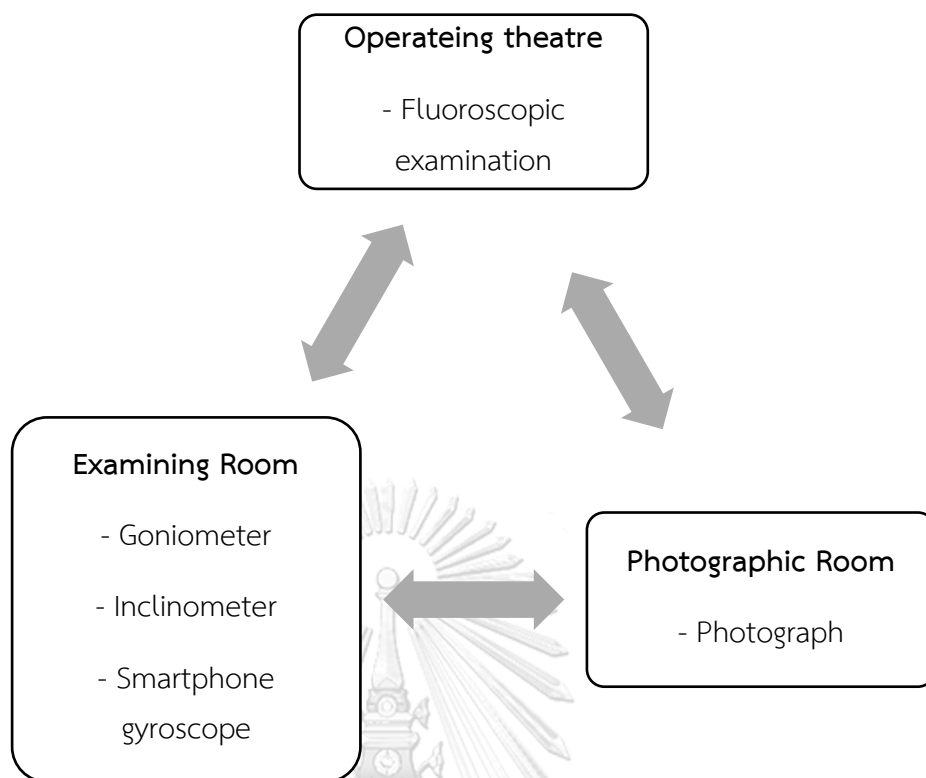 Operateing theatre
- Fluoroscopic
examination
Examining Room
- Goniometer
- Inclinometer
- Smartphone
gyroscope
Photographic Room
- Photograph